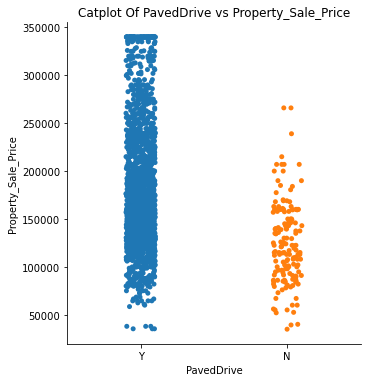 Catplot Of PavedDrive vs Property_Sale_Price
350000
300000
250000
200000
150000
100000
50000
Property_Sale_Price
Y
N
PavedDrive